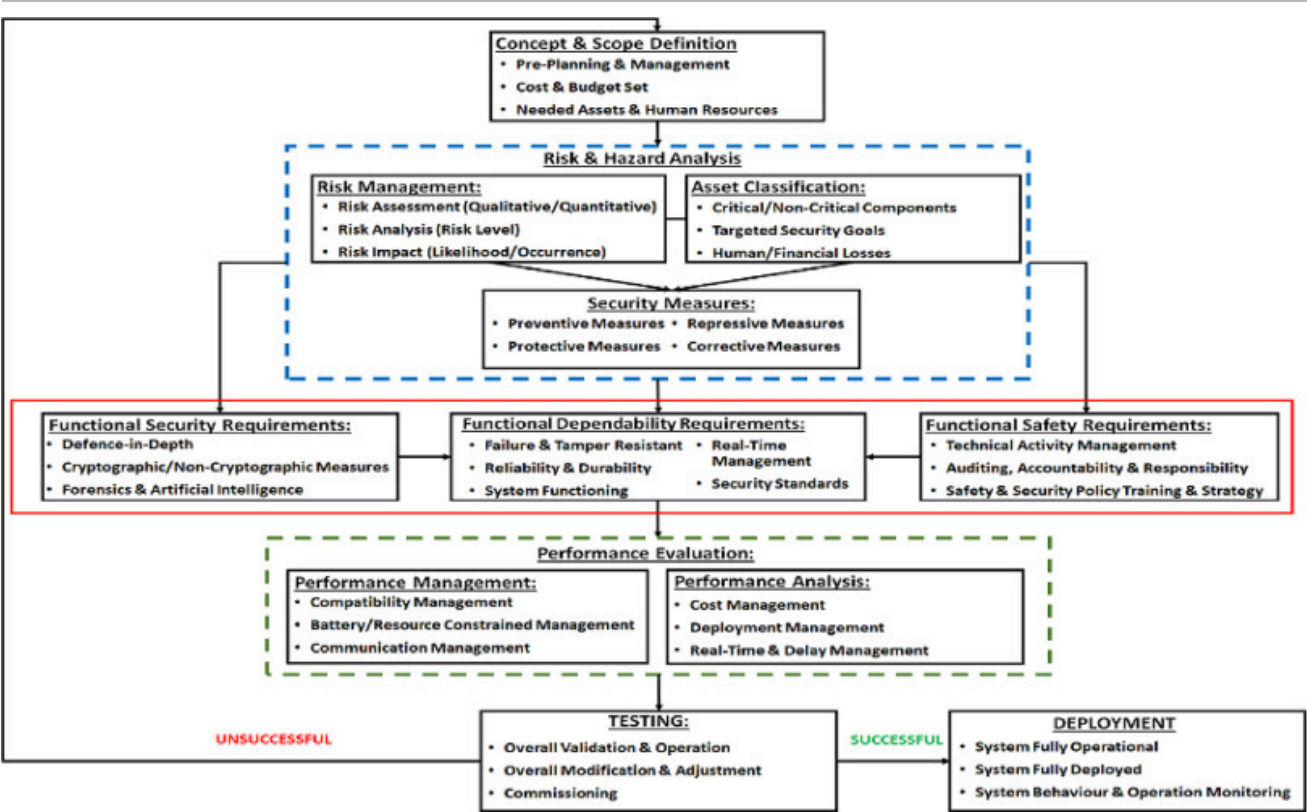 Concept & Scope Definition
• Pre-Planning & Management
• Cost & Budget Set
• Needed Assets & Human Resources
Risk & Hazard Analysis
Risk Management:
• Risk Assessment (Qualitative/Quantitative)
• Risk Analysis (Risk Level)
• Risk Impact (Likelihood/Occurrence)
Asset Classification:
• Critical/Non-Critical Components
• Targeted Security Goals
• Human/Financial Losses
Security Measures:
• Preventive Measures • Repressive Measures
• Protective Measures • Corrective Measures
Functional Security Requirements:
• Defence-in-Depth
• Cryptographic/Non-Cryptographic Measures
• Forensics & Artificial Intelligence
Functional Dependability Requirements:
• Failure & Tamper Resistant
• Reliability & Durability
• System Functioning
• Real-Time
Management
• Security Standards
Functional Safety Requirements:
• Technical Activity Management
• Auditing, Accountability & Responsibility
• Safety & Security Policy Training & Strategy
Performance Evaluation:
Performance Management:
• Compatibility Management
• Battery/Resource Constrained Management
• Communication Management
Performance Analysis:
• Cost Management
• Deployment Management
• Real-Time & Delay Management
UNSUCCESSFUL
TESTING:
• Overall Validation & Operation
• Overall Modification & Adjustment
• Commissioning
SUCCESSFUL
DEPLOYMENT
• System Fully Operational
• System Fully Deployed
• System Behaviour & Operation Monitoring